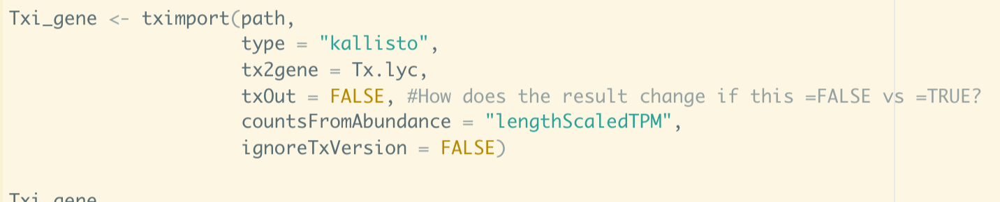 Txi_gene <- tximport(path,
type = "kallisto",
tx2gene = Tx.lyc,
txOut = FALSE, #How does the result change if this =FALSE vs =TRUE?
countsFromAbundance = "lengthScaledTPM",
ignoreTxVersion = FALSE)
Txi_gene